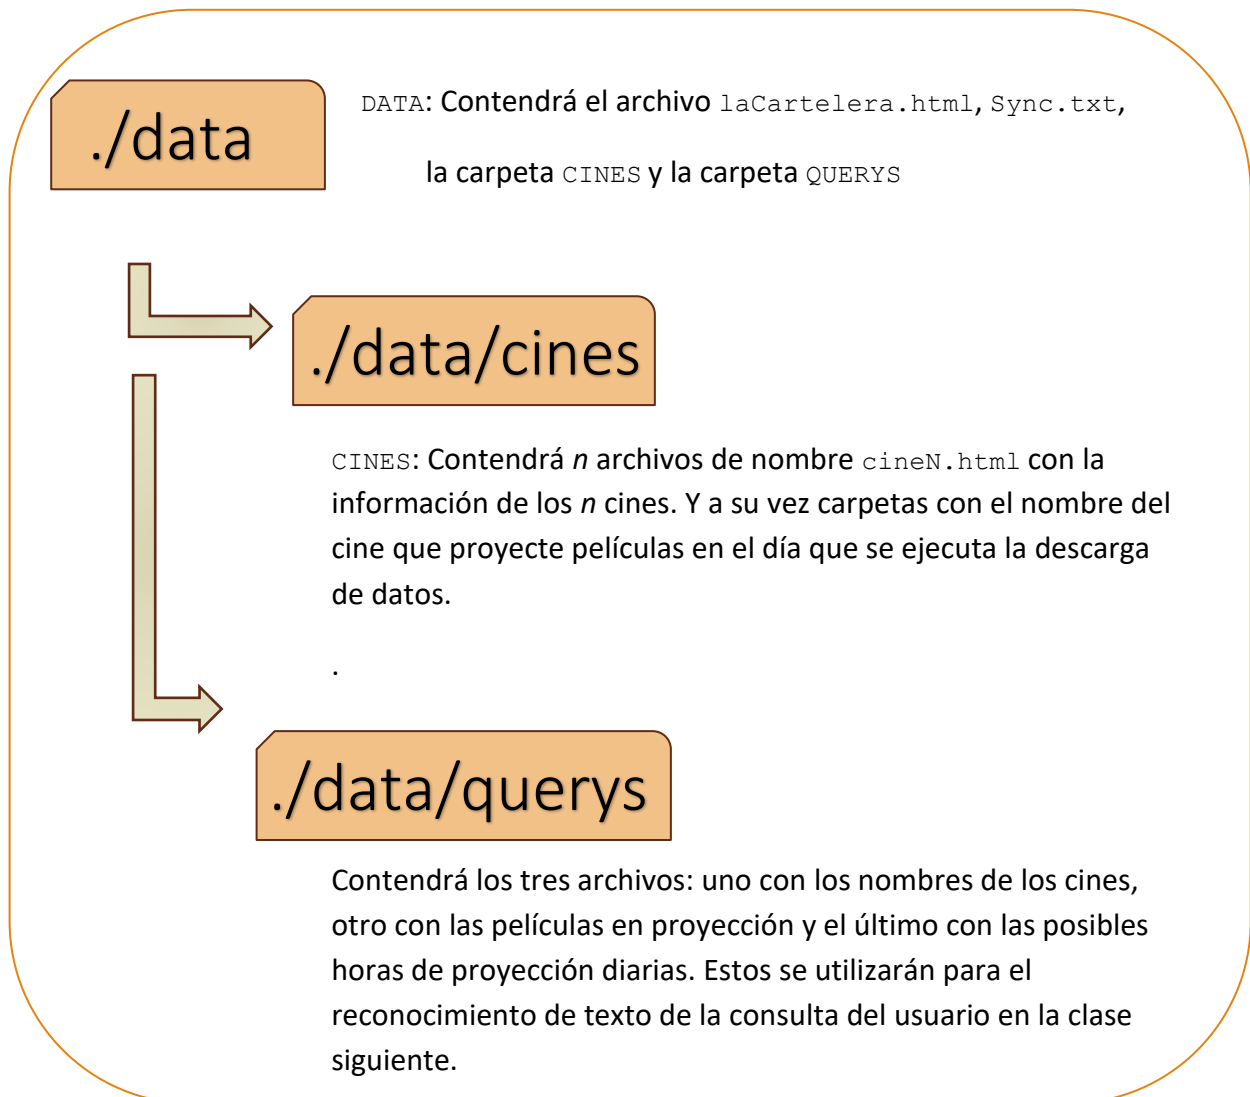 ./data
DATA: Contendrá el archivo laCartelera.html, Sync.txt,
la carpeta CINES y la carpeta QUERYS
./data/cines
CINES: Contendrá n archivos de nombre cineN.html con la
información de los n cines. Y a su vez carpetas con el nombre del
cine que proyecte películas en el día que se ejecuta la descarga
de datos.
.
./data/querys
Contendrá los tres archivos: uno con los nombres de los cines,
otro con las películas en proyección y el último con las posibles
horas de proyección diarias. Estos se utilizarán para el
reconocimiento de texto de la consulta del usuario en la clase
siguiente.